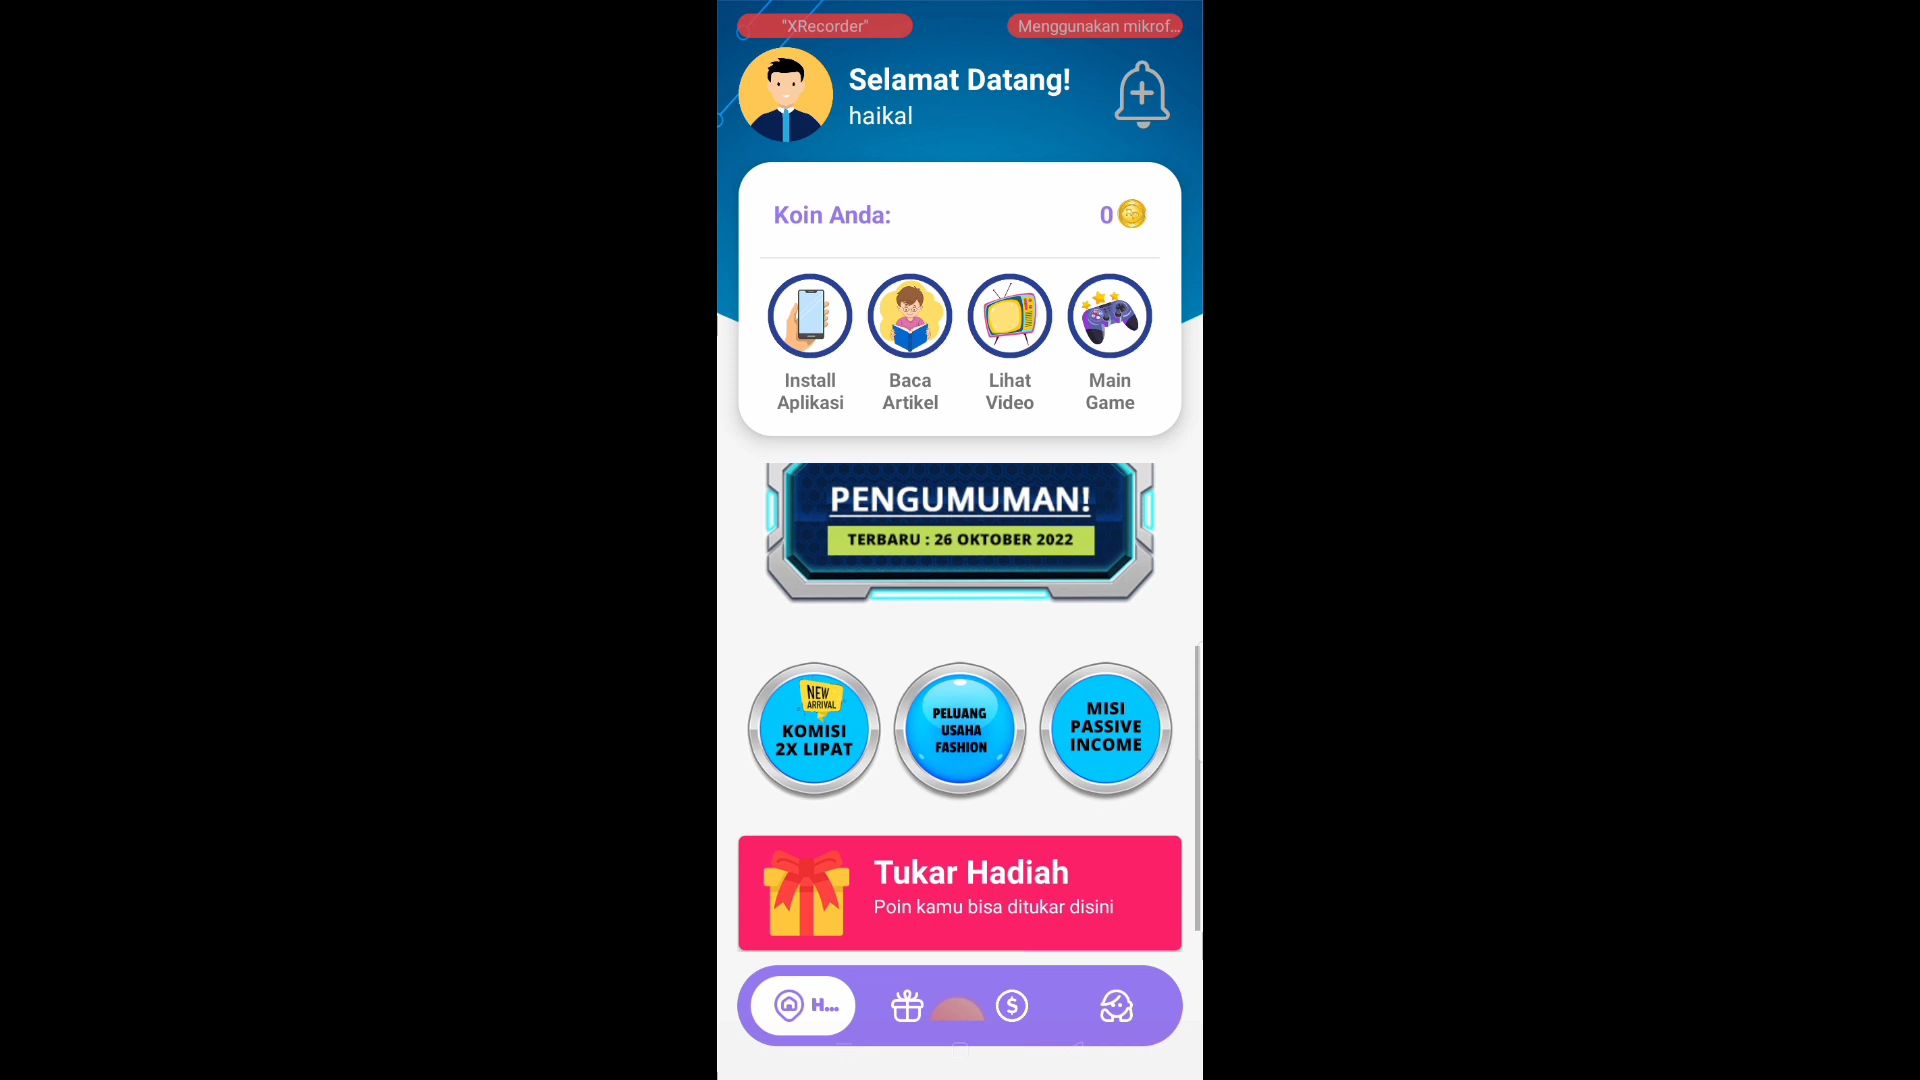 "XRecorder"
Menggunakan mikrof...
Selamat Datang!
haikal
Koin Anda:
0
Install
Aplikasi
Baca
Artikel
Lihat
Video
Main
Game
PENGUMUMAN!
TERBARU : 26 OKTOBER 2022
NEW
ARRIVAL
KOMISI
2X LIPAT
PELUANG
USAHA
FASHION
MISI
PASSIVE
INCOME
Tukar Hadiah
Poin kamu bisa ditukar disini
H...